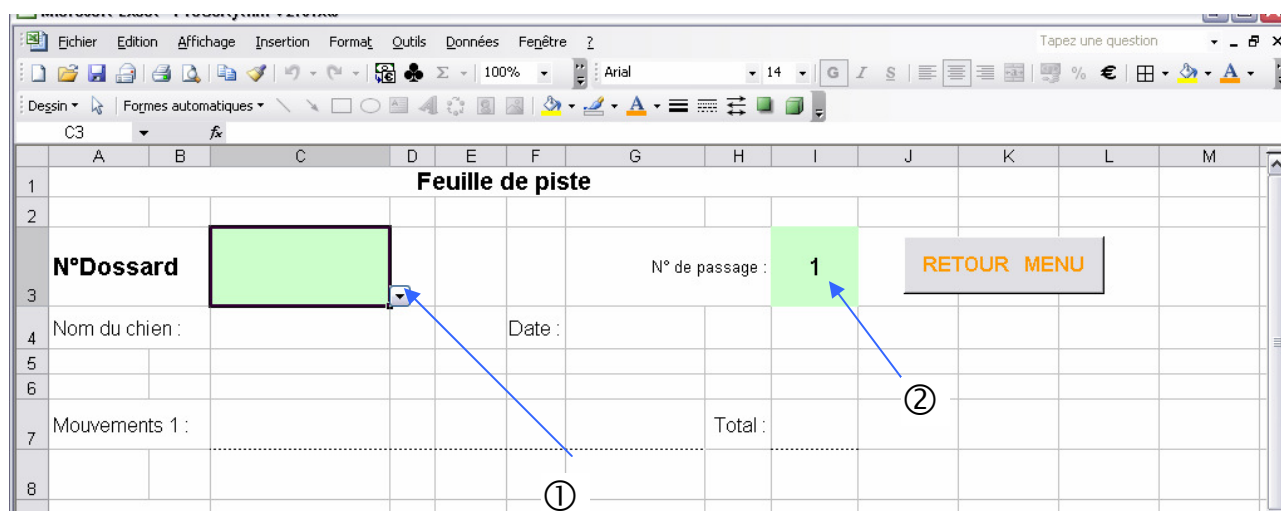 Fichier Edition Affichage Insertion Format Outils Données Fenêtre ? Tapez une question
100% Arial 14 G I S % €
Dessin Formes automatiques A
C3 fx
A B C D E F G H I J K L M
1 Feuille de piste
2
3 N°Dossard N° de passage : 1 RETOUR MENU
4 Nom du chien : Date :
5
6
②
7 Mouvements 1 : Total :
8
①